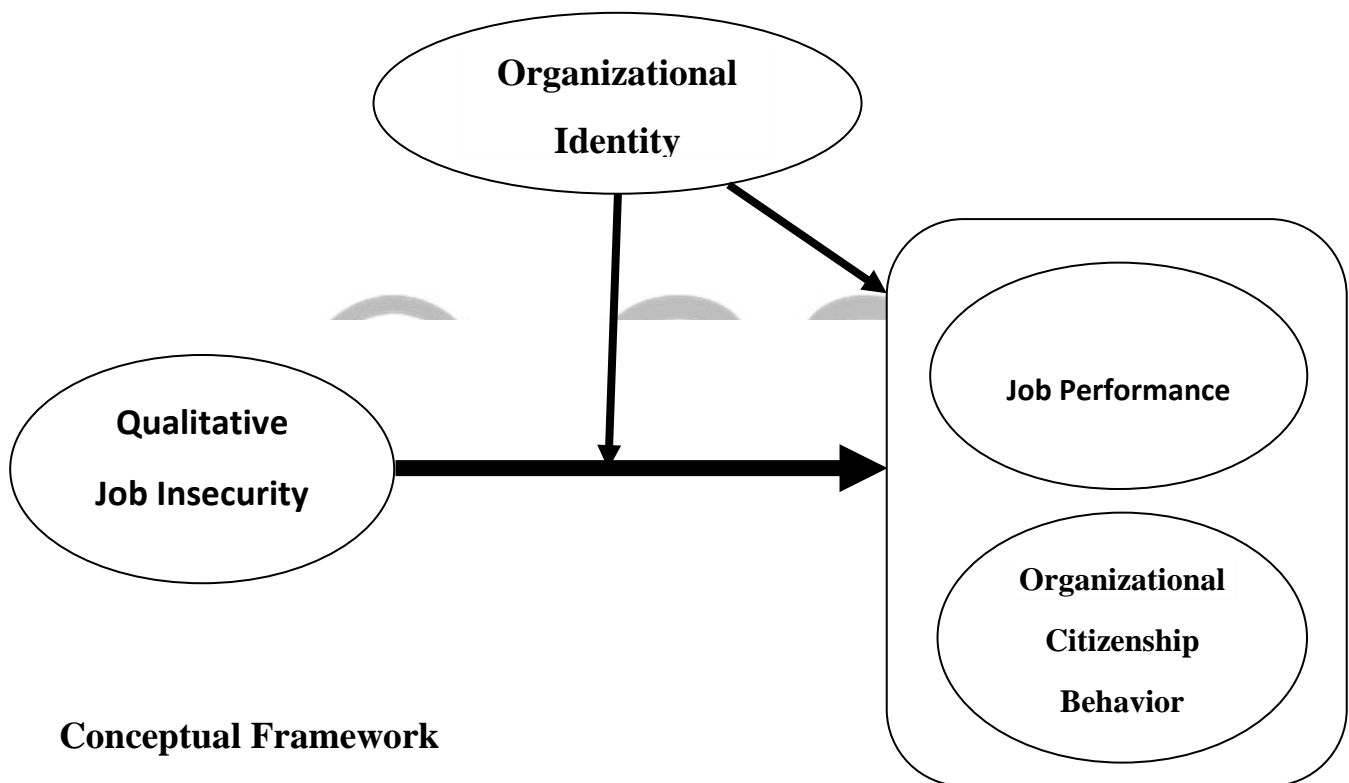 Organizational
Identity
Qualitative
Job Insecurity
Job Performance
Organizational
Citizenship
Behavior
Conceptual Framework